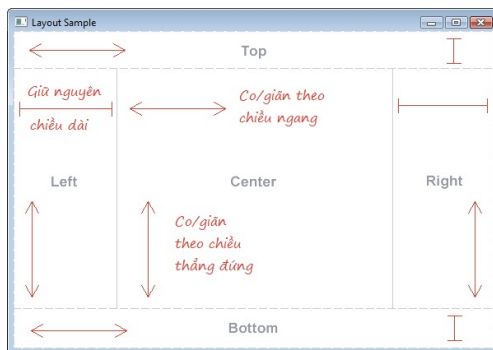 Layout Sample
Top
Giữ nguyên
chiều dài
Co/giãn theo
chiều ngang
Left
Center
Right
Co/giãn
theo chiều
thẳng đứng
Bottom